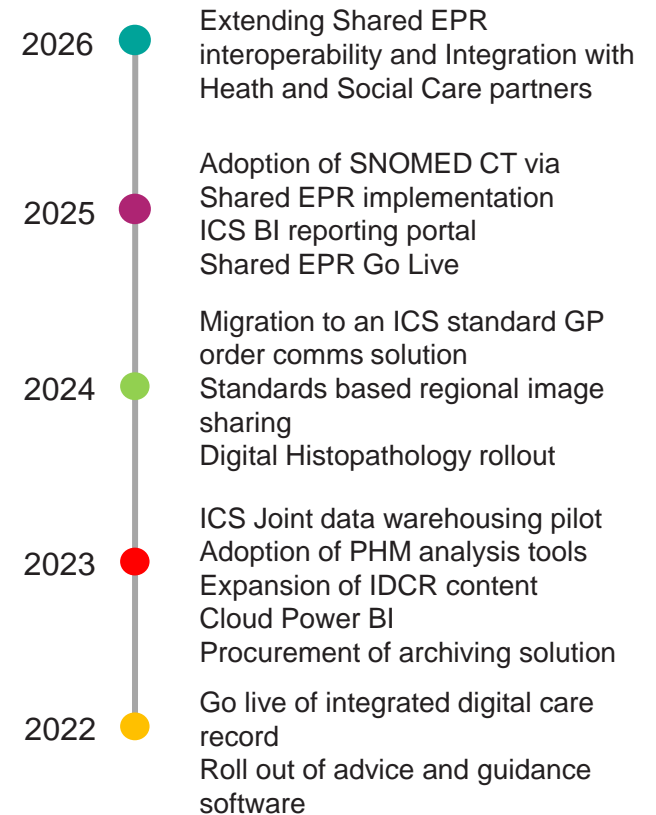 2026
Extending Shared EPR
interoperability and Integration with
Heath and Social Care partners
2025
Adoption of SNOMED CT via
Shared EPR implementation
ICS BI reporting portal
Shared EPR Go Live
2024
Migration to an ICS standard GP
order comms solution
Standards based regional image
sharing
Digital Histopathology rollout
2023
ICS Joint data warehousing pilot
Adoption of PHM analysis tools
Expansion of IDCR content
Cloud Power BI
Procurement of archiving solution
2022
Go live of integrated digital care
record
Roll out of advice and guidance
software